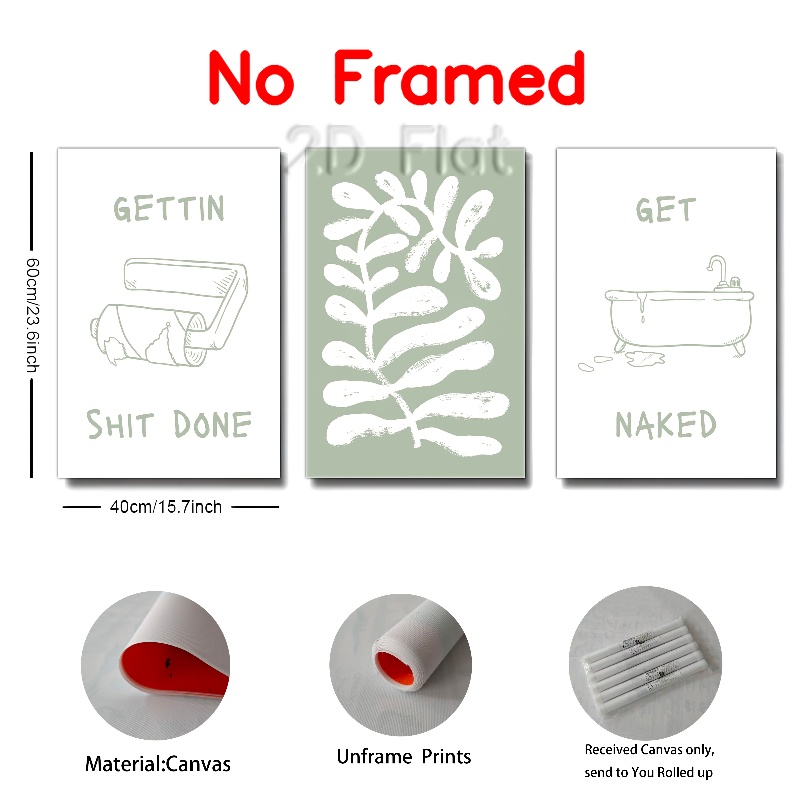 No Framed
2D Flat
GETTIN
SHIT DONE
GET
NAKED
60cm/23.6inch
40cm/15.7inch
Material:Canvas
Unframe Prints
Received Canvas only,
send to You Rolled up